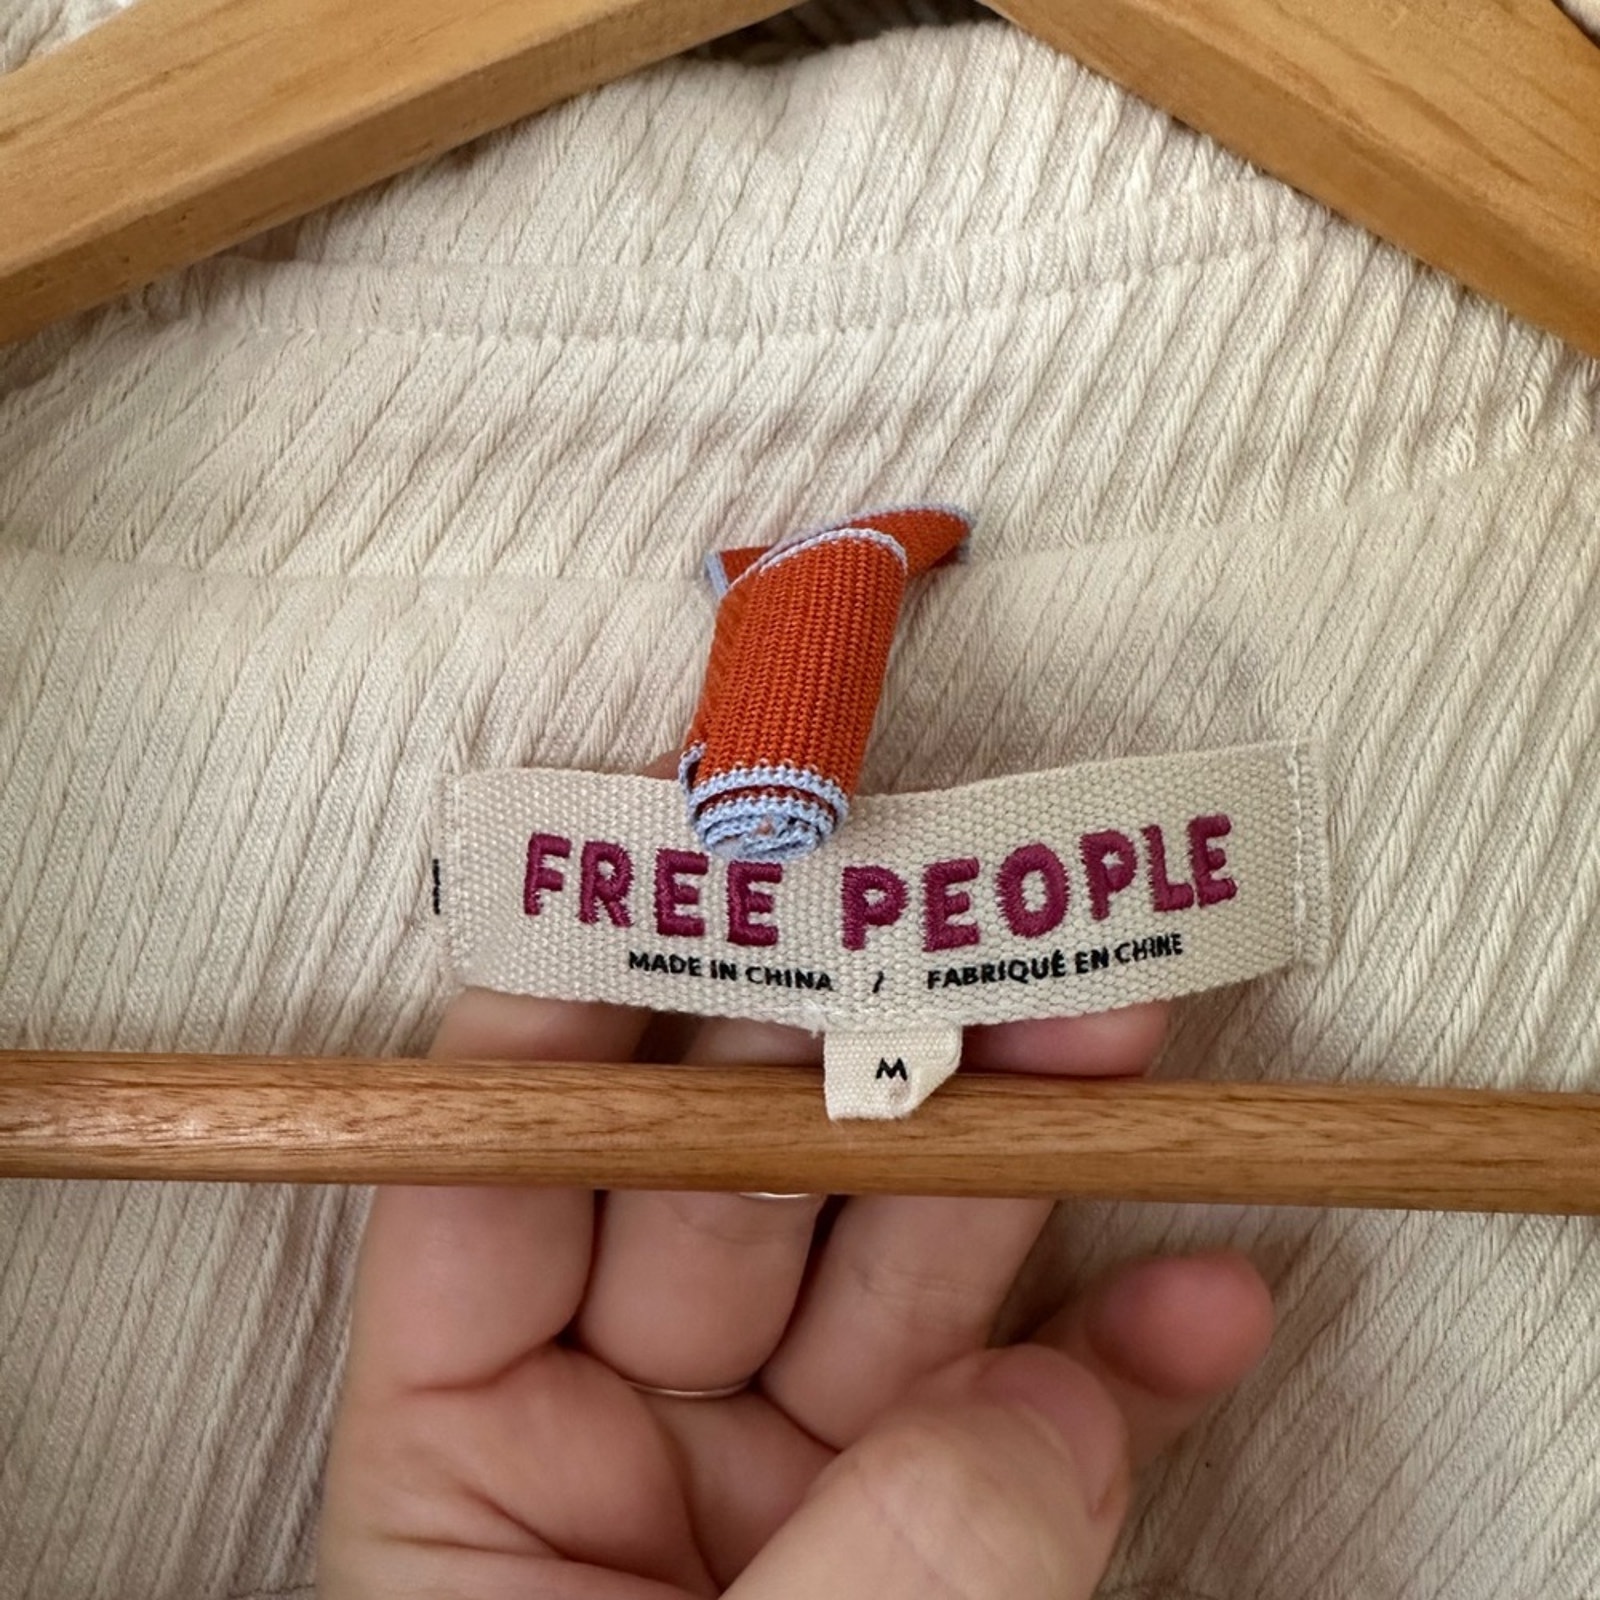 FREE PEOPLE
MADE IN CHINA / FABRIQUÉ EN CHINE
M